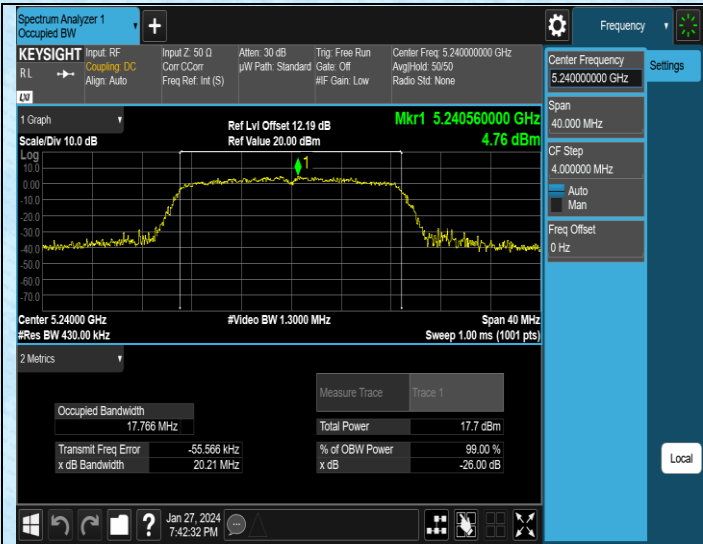 Spectrum Analyzer 1
Occupied BW
+
Frequency
KEYSIGHT
RL
LXI
Input: RF
Coupling: DC
Align: Auto
Input Z: 50 Ω
Corr CCorr
Freq Ref: Int (S)
Atten: 30 dB
µW Path: Standard
Trig: Free Run
Gate: Off
#IF Gain: Low
Center Freq: 5.240000000 GHz
Avg|Hold: 50/50
Radio Std: None
Center Frequency
5.240000000 GHz
Settings
Span
40.000 MHz
CF Step
4.000000 MHz
Auto
Man
Freq Offset
0 Hz
Local
1 Graph
Scale/Div 10.0 dB
Ref Lvl Offset 12.19 dB
Ref Value 20.00 dBm
Mkr1 5.240560000 GHz
4.76 dBm
Log
10.0
0.00
-10.0
-20.0
-30.0
-40.0
-50.0
-60.0
-70.0
1
Center 5.24000 GHz
#Res BW 430.00 kHz
#Video BW 1.3000 MHz
Span 40 MHz
Sweep 1.00 ms (1001 pts)
2 Metrics
Measure Trace Trace 1
Occupied Bandwidth
17.766 MHz
Total Power 17.7 dBm
Transmit Freq Error -55.566 kHz
% of OBW Power 99.00 %
x dB Bandwidth 20.21 MHz
x dB -26.00 dB
?
Jan 27, 2024
7:42:32 PM